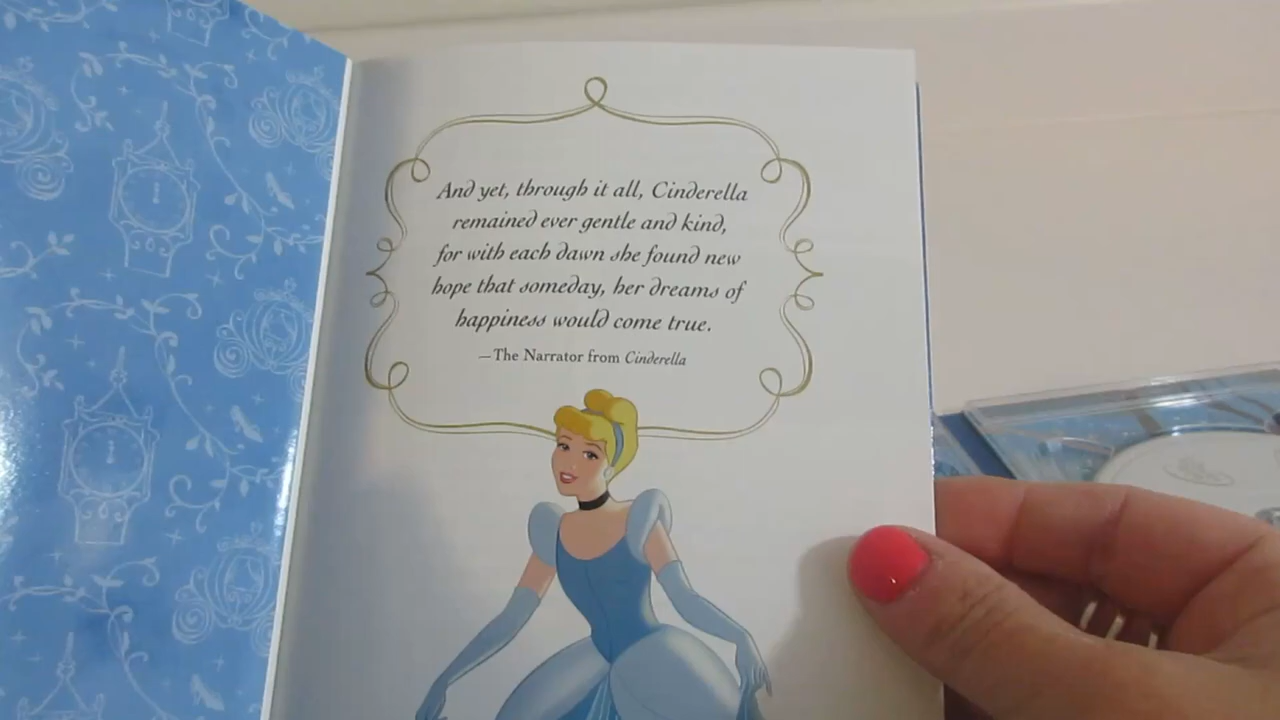 And yet, through it all, Cinderella
remained ever gentle and kind,
for with each dawn she found new
hope that someday, her dreams of
happiness would come true.
—The Narrator from Cinderella